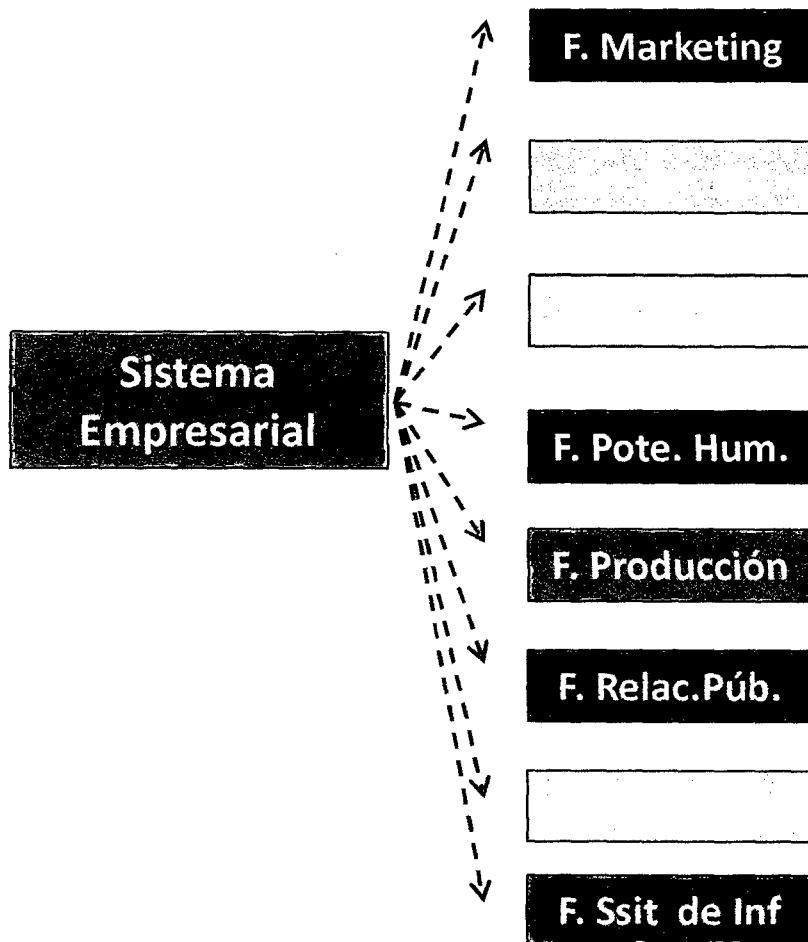 F. Marketing
Sistema
Empresarial
F. Pote. Hum.
F. Producción
F. Relac.Púb.
F. Ssit de Inf